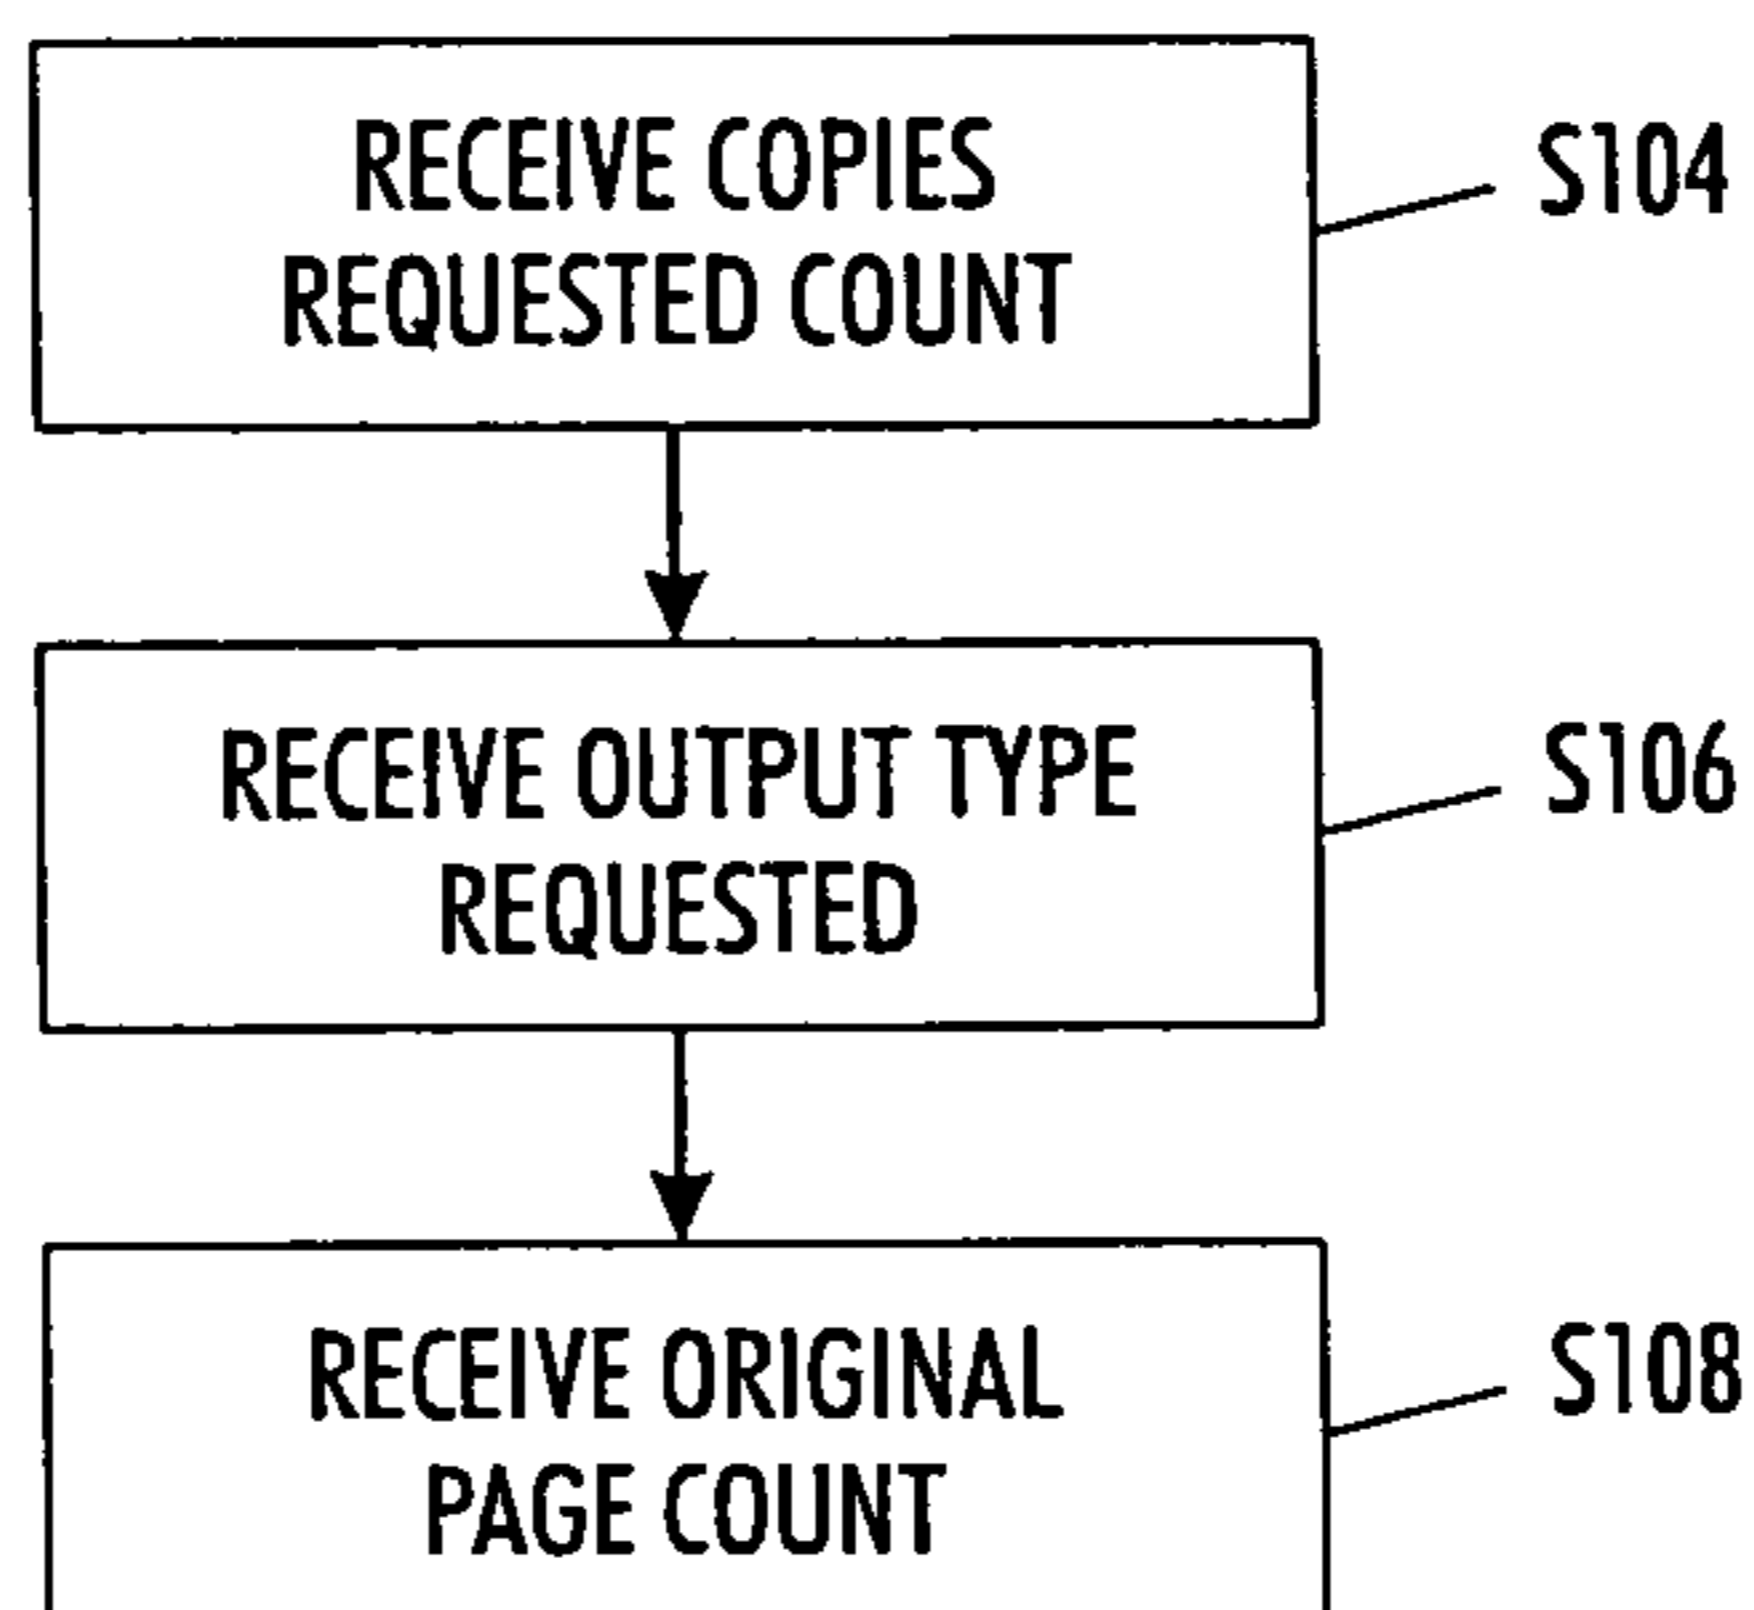 RECEIVE COPIES
REQUESTED COUNT
S104
RECEIVE OUTPUT TYPE
REQUESTED
S106
RECEIVE ORIGINAL
PAGE COUNT
S108